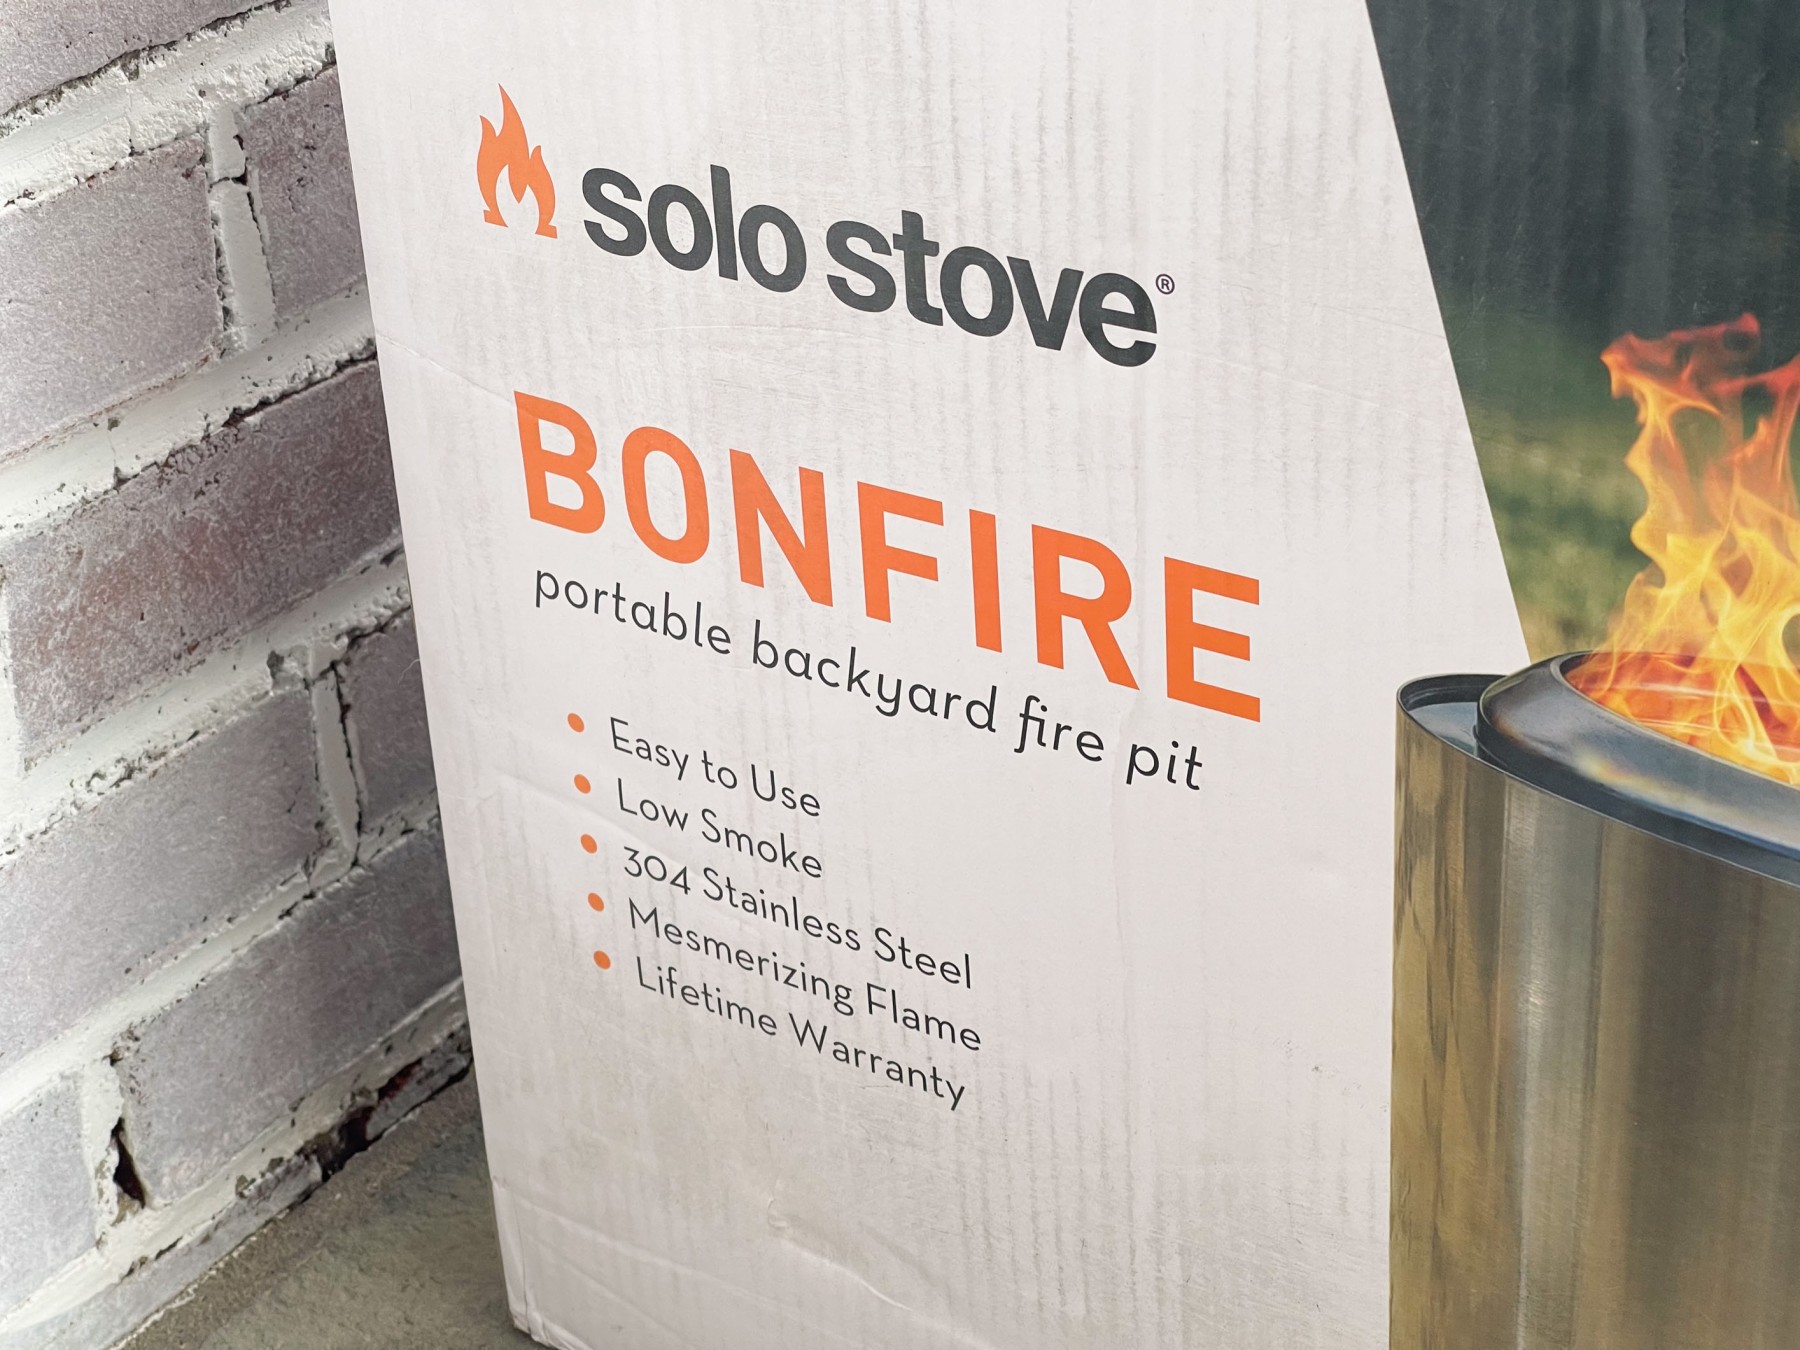 solo stove®
BONFIRE
portable backyard fire pit
• Easy to Use
• Low Smoke
• 304 Stainless Steel
• Mesmerizing Flame
• Lifetime Warranty